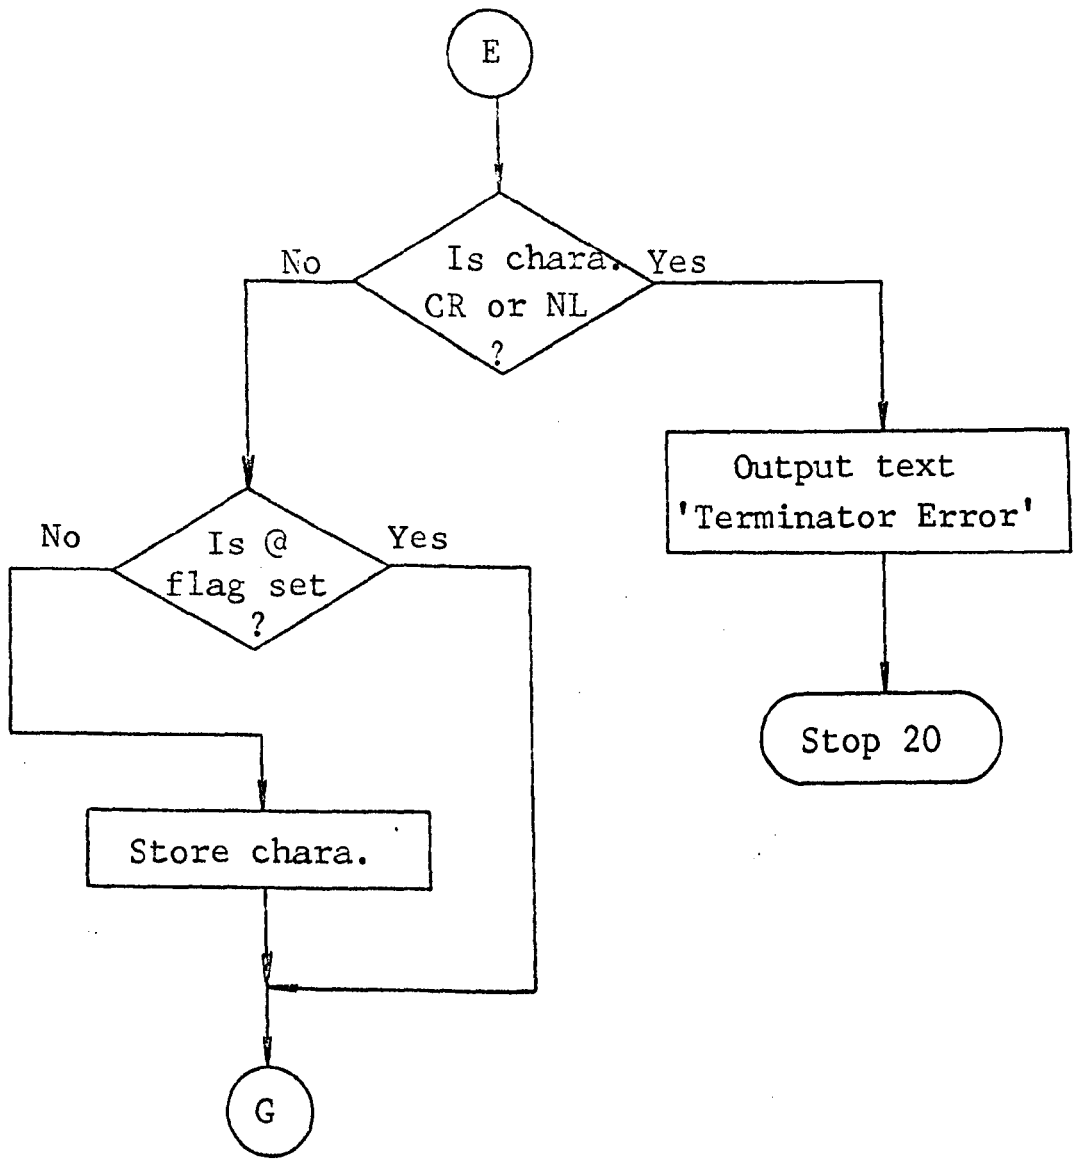 E
No
Is chara.
CR or NL
?
Yes
Output text
'Terminator Error'
Stop 20
No
Is @
flag set
?
Yes
Store chara.
G